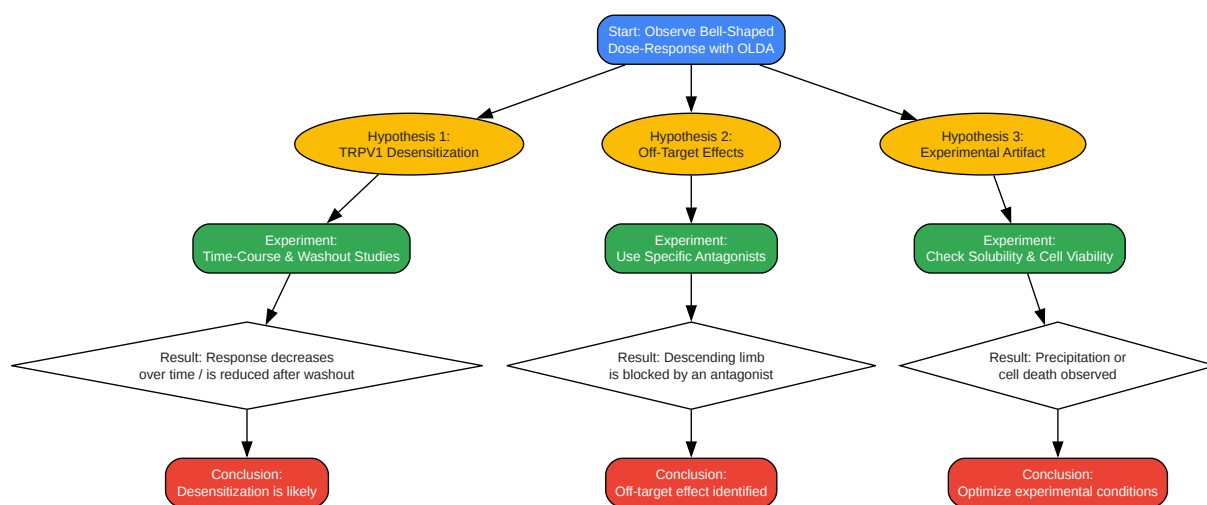 Start: Observe Bell-Shaped
Dose-Response with OLDA
Hypothesis 1:
TRPV1 Desensitization
Hypothesis 2:
Off-Target Effects
Hypothesis 3:
Experimental Artifact
Experiment:
Time-Course & Washout Studies
Experiment:
Use Specific Antagonists
Experiment:
Check Solubility & Cell Viability
Result: Response decreases
over time / is reduced after washout
Result: Descending limb
is blocked by an antagonist
Result: Precipitation or
cell death observed
Conclusion:
Desensitization is likely
Conclusion:
Off-target effect identified
Conclusion:
Optimize experimental conditions